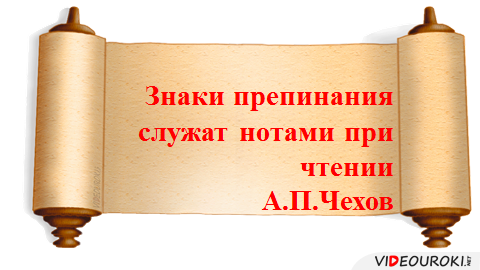 Знаки препинания
служат нотами при
чтении
А.П.Чехов
VIDEOUROKI.NET